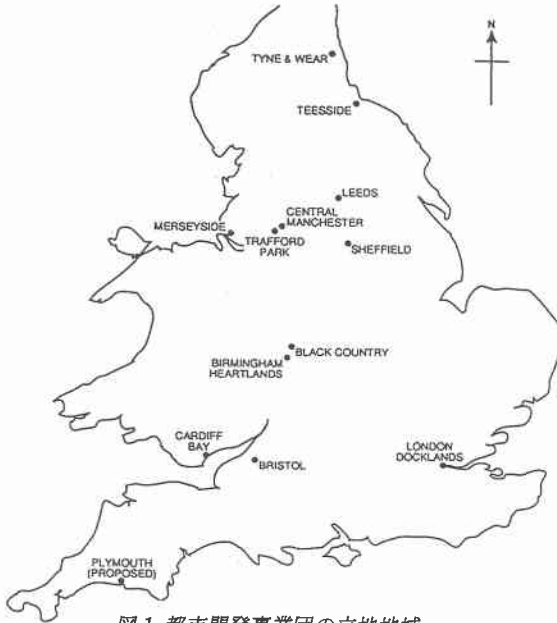 N
TYNE & WEAR
TEESSIDE
LEEDS
CENTRAL
MANCHESTER
MERSEYSIDE
TRAFFORD
PARK
SHEFFIELD
BLACK COUNTRY
BIRMINGHAM
HEARTLANDS
CARDIFF
BAY
BRISTOL
LONDON
DOCKLANDS
PLYMOUTH
(PROPOSED)
図1 都市開発事業団の立地地域